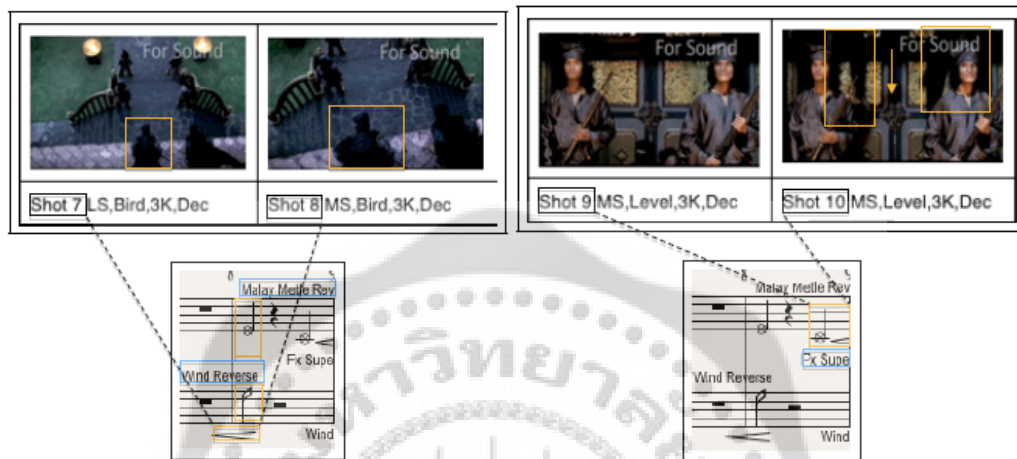 For Sound
For Sound
For Sound
For Sound
Shot 7 LS,Bird,3K,Dec
Shot 8 MS,Bird,3K,Dec
Shot 9 MS,Level,3K,Dec
Shot 10 MS,Level,3K,Dec
Malay Metle Rev
Fx Supe
Wind Reverse
Wind
Malay Metle Rev
Fx Supe
Wind Reverse
Wind